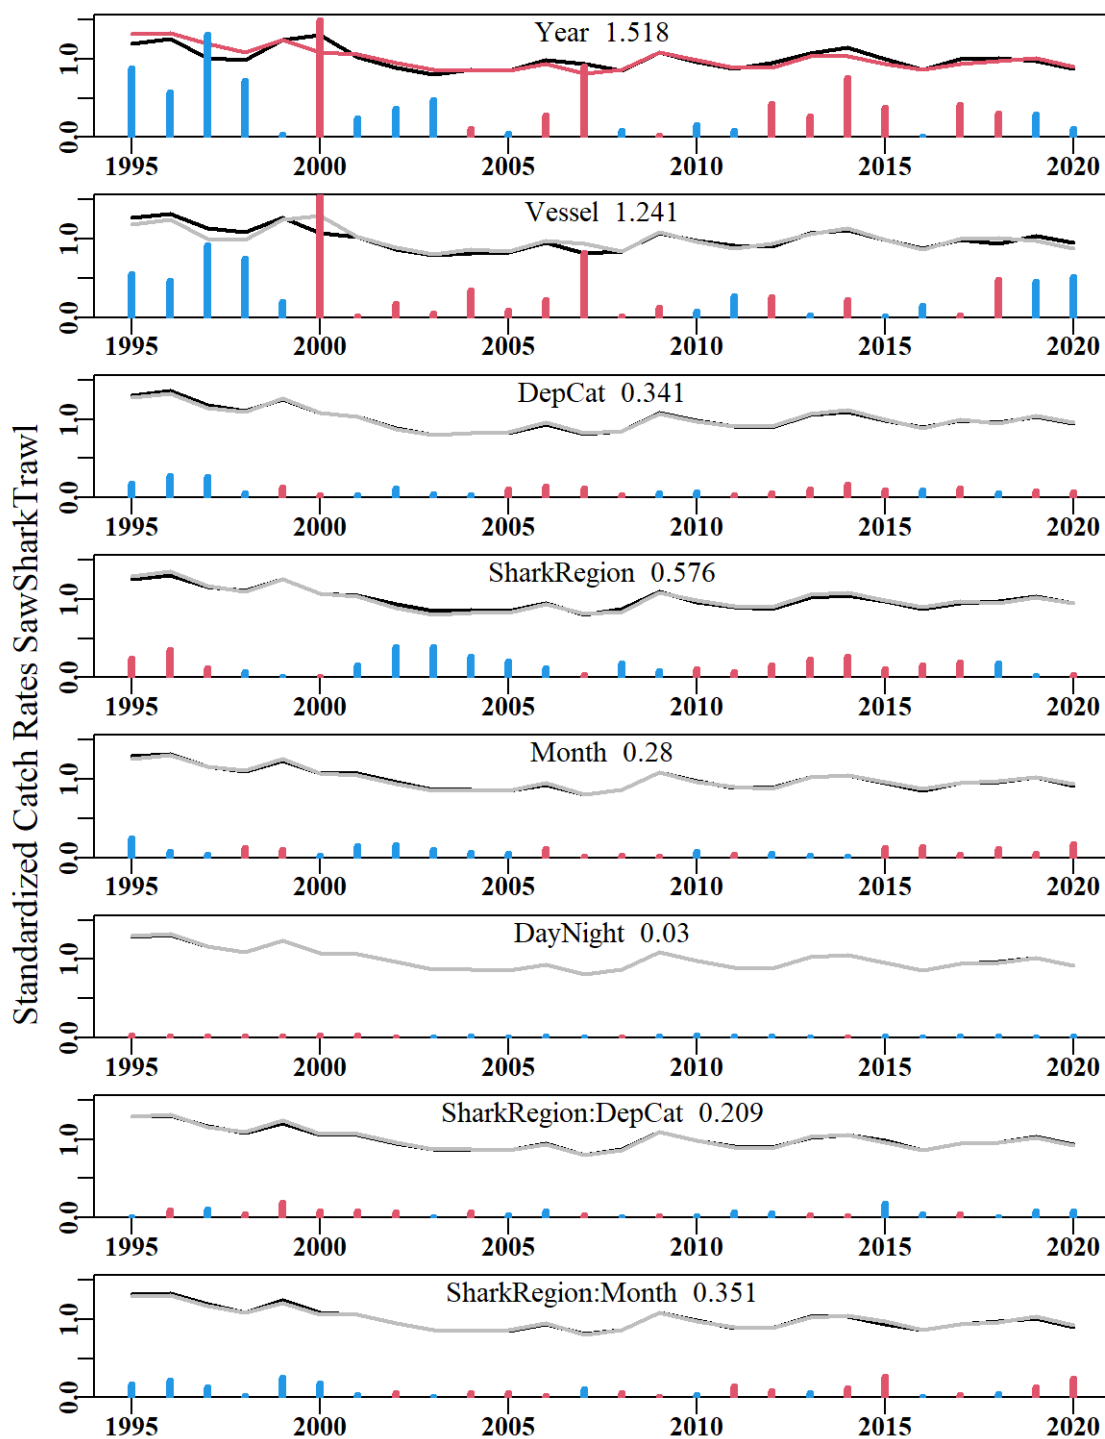 Standardized Catch Rates SawSharkTrawl
Year 1.518
1.0
0.0
1995 2000 2005 2010 2015 2020
Vessel 1.241
1.0
0.0
1995 2000 2005 2010 2015 2020
DepCat 0.341
1.0
0.0
1995 2000 2005 2010 2015 2020
SharkRegion 0.576
1.0
0.0
1995 2000 2005 2010 2015 2020
Month 0.28
1.0
0.0
1995 2000 2005 2010 2015 2020
DayNight 0.03
1.0
0.0
1995 2000 2005 2010 2015 2020
SharkRegion:DepCat 0.209
1.0
0.0
1995 2000 2005 2010 2015 2020
SharkRegion:Month 0.351
1.0
0.0
1995 2000 2005 2010 2015 2020